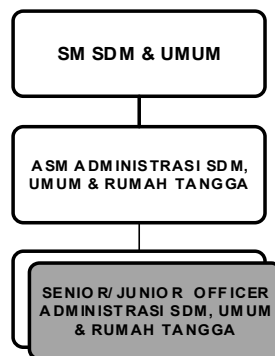 SM SDM & UMUM
ASM ADMINISTRASI SDM,
UMUM & RUMAH TANGGA
SENIOR/JUNIOR OFFICER
ADMINISTRASI SDM, UMUM
& RUMAH TANGGA